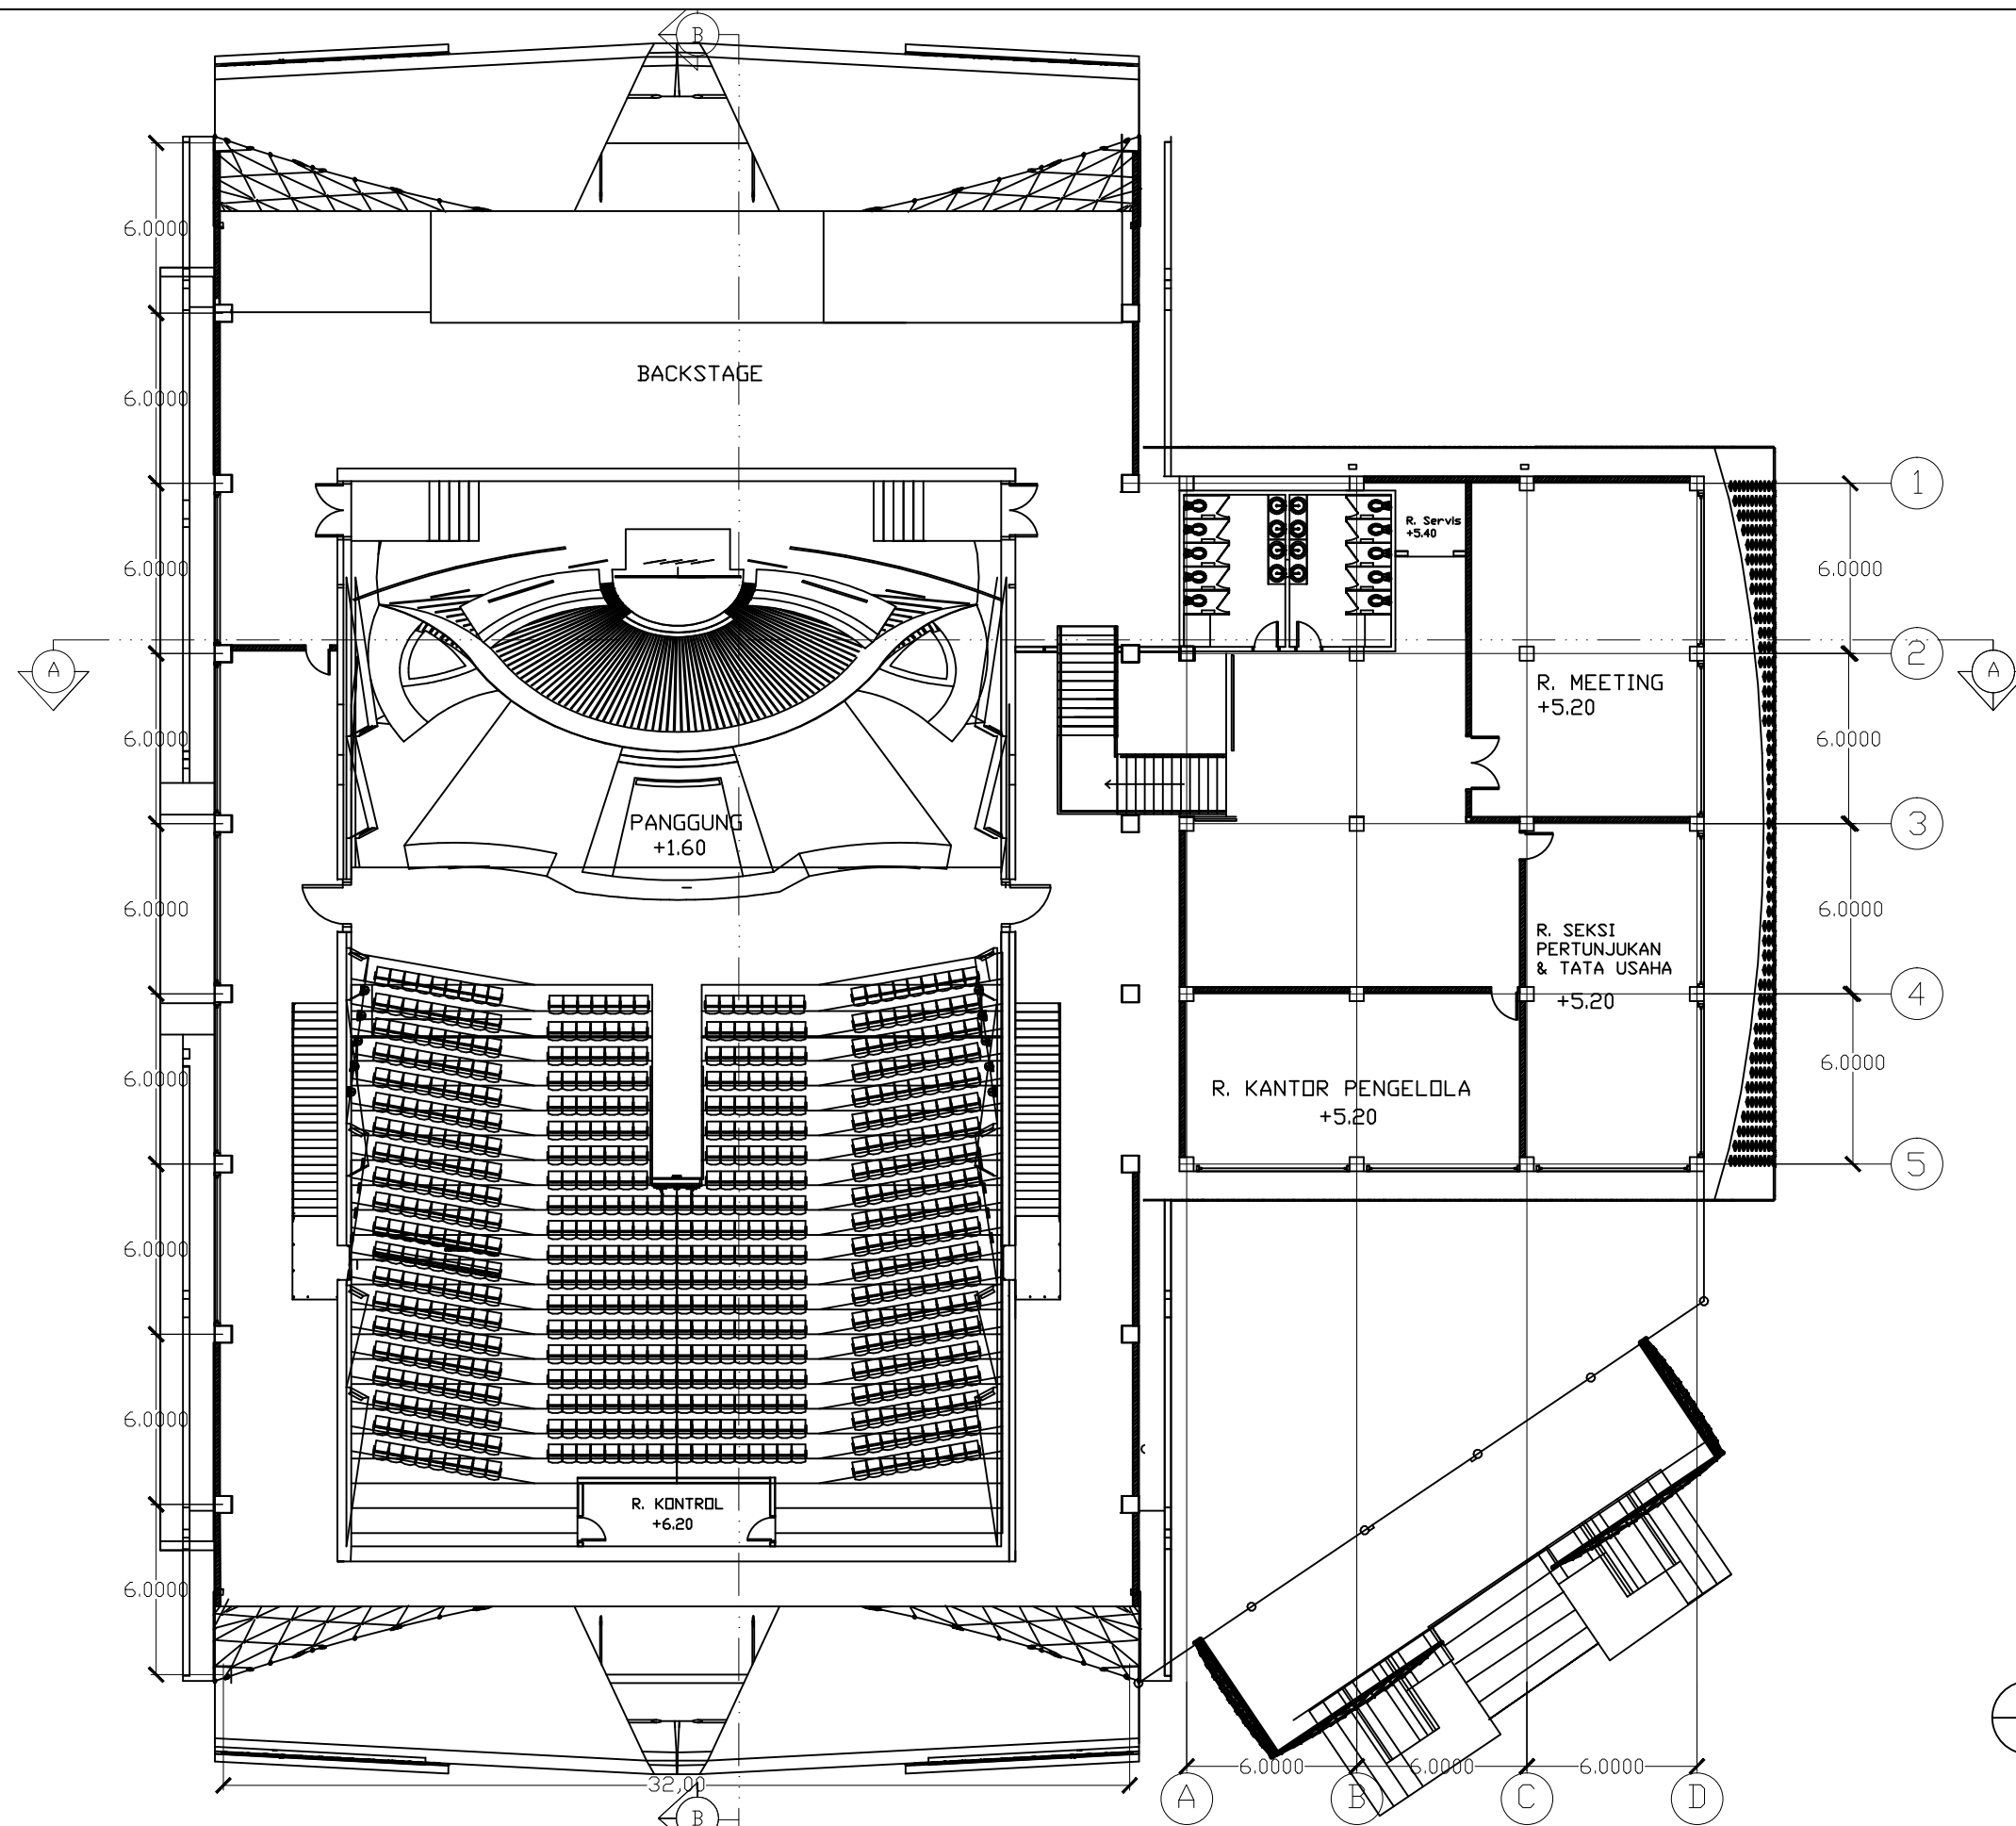 B
6.0000
6.0000
BACKSTAGE
1
R. Servis
+5.40
6.0000
6.0000
A
2
A
R. MEETING
+5.20
6.0000
6.0000
PANGGUNG
+1.60
3
6.0000
6.0000
R. SEKSI
PERTUNJUKAN
& TATA USAHA
+5.20
4
6.0000
6.0000
R. KANTOR PENGELOLA
+5.20
5
6.0000
6.0000
R. KONTROL
+6.20
6.0000
6.0000
6.0000
6.0000
32,00
A
B
C
D
B